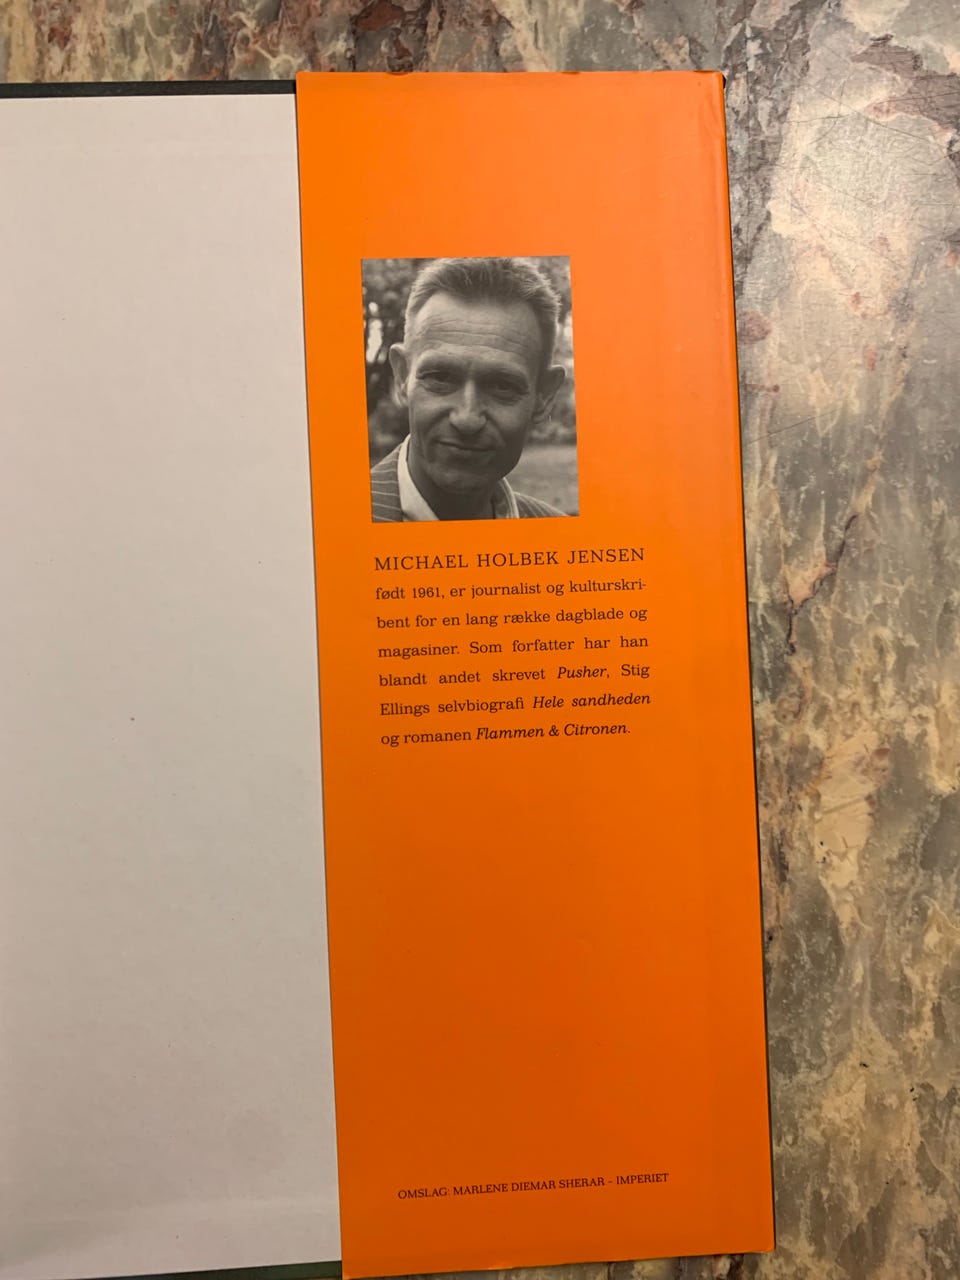 MICHAEL HOLBEK JENSEN
født 1961, er journalist og kulturskri-
bent for en lang række dagblade og
magasiner. Som forfatter har han
blandt andet skrevet Pusher, Stig
Ellings selvbiografi Hele sandheden
og romanen Flammen & Citronen.
OMSLAG: MARLENE DIEMAR SHERAR – IMPERIET